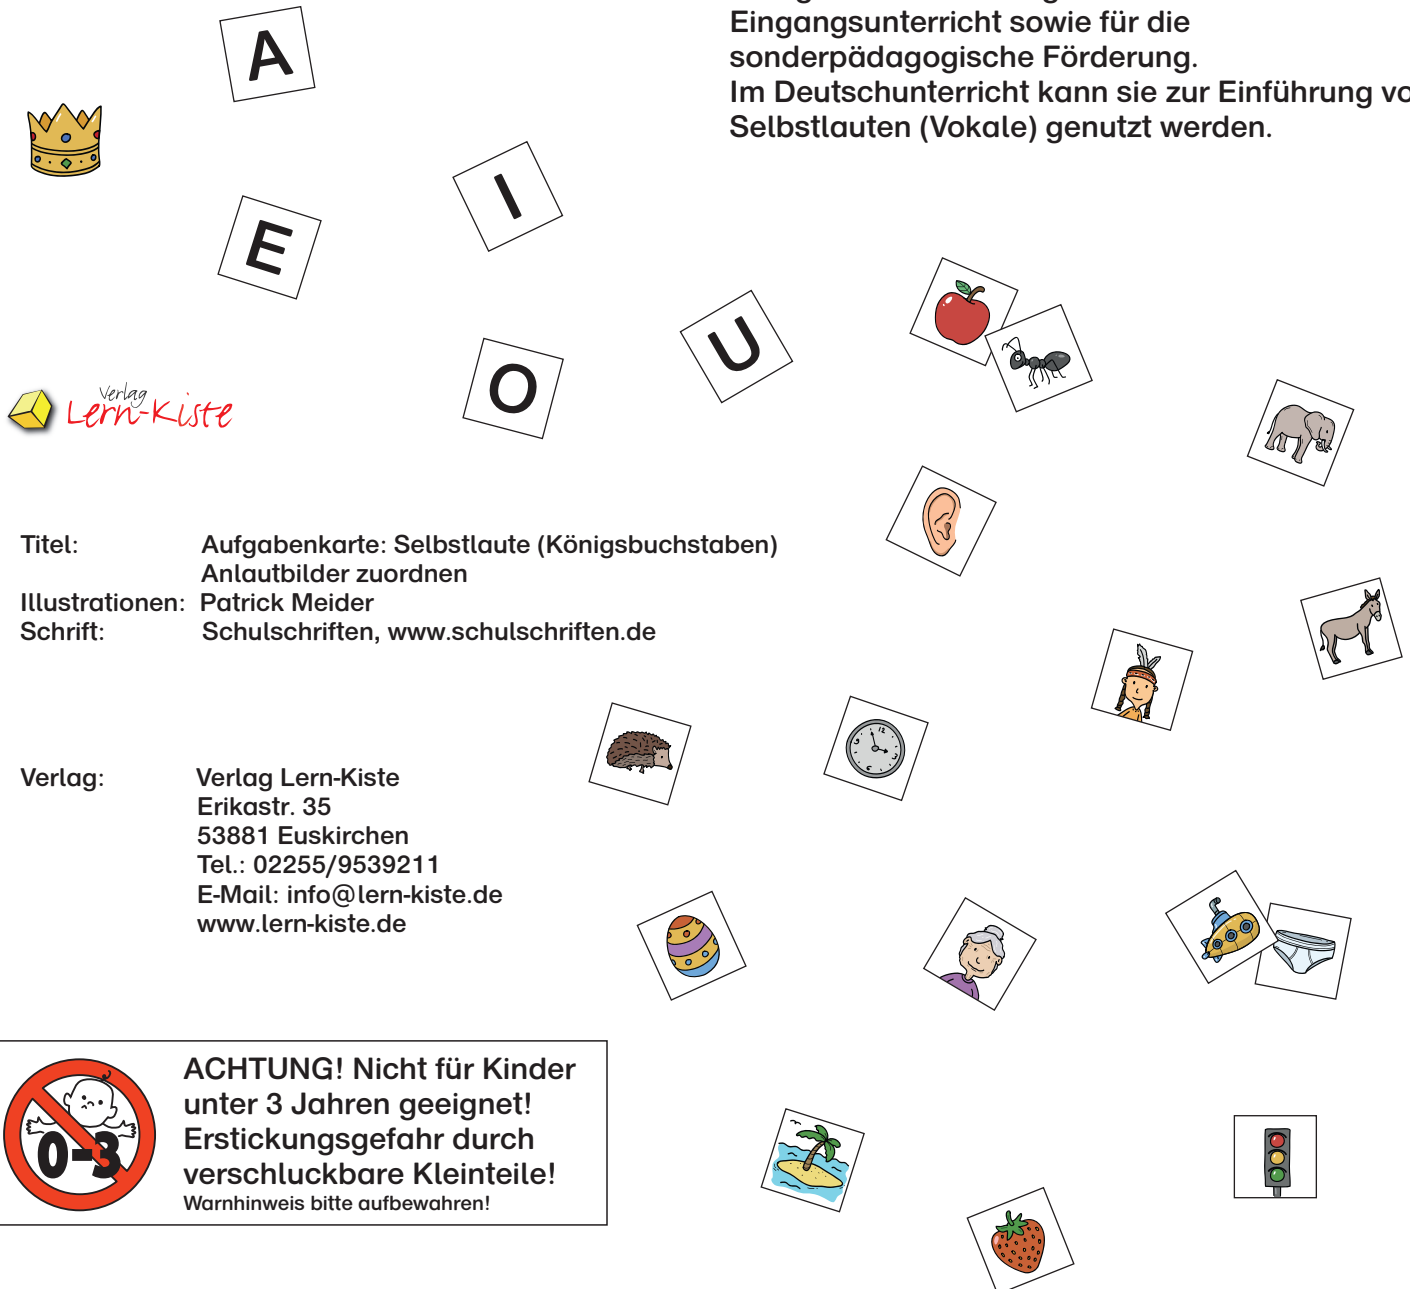 Eingangsunterricht sowie für die
sonderpädagogische Förderung.
Im Deutschunterricht kann sie zur Einführung
Selbstlauten (Vokale) genutzt werden.
A
I
E
U
O
Verlag
Lern-Kiste
Titel: Aufgabenkarte: Selbstlaute (Königsbuchstaben)
Anlautbilder zuordnen
Illustrationen: Patrick Meider
Schrift: Schulschriften, www.schulschriften.de
Verlag: Verlag Lern-Kiste
Erikastr. 35
53881 Euskirchen
Tel.: 02255/9539211
E-Mail: info@lern-kiste.de
www.lern-kiste.de
ACHTUNG! Nicht für Kinder
unter 3 Jahren geeignet!
Erstickungsgefahr durch
verschluckbare Kleinteile!
Warnhinweis bitte aufbewahren!
0-3